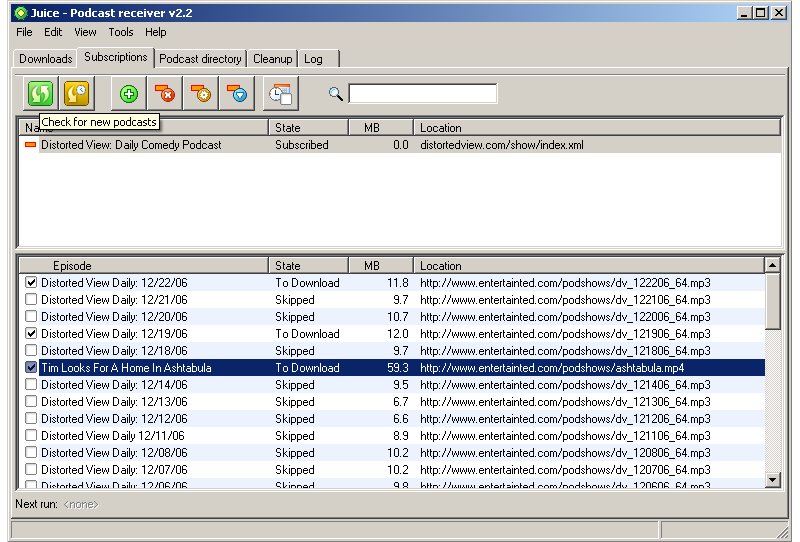 Juice - Podcast receiver v2.2
File Edit View Tools Help
Downloads Subscriptions Podcast directory Cleanup Log
Check for new podcasts
State MB Location
Distorted View: Daily Comedy Podcast Subscribed 0.0 distortedview.com/show/index.xml
Episode State MB Location
Distorted View Daily: 12/22/06 To Download 11.8 http://www.entertainted.com/podshows/dv_122206_64.mp3
Distorted View Daily: 12/21/06 Skipped 9.7 http://www.entertainted.com/podshows/dv_122106_64.mp3
Distorted View Daily: 12/20/06 Skipped 10.7 http://www.entertainted.com/podshows/dv_122006_64.mp3
Distorted View Daily: 12/19/06 To Download 12.0 http://www.entertainted.com/podshows/dv_121906_64.mp3
Distorted View Daily: 12/18/06 Skipped 9.7 http://www.entertainted.com/podshows/dv_121806_64.mp3
Tim Looks For A Home In Ashtabula To Download 59.3 http://www.entertainted.com/podshows/ashtabula.mp4
Distorted View Daily: 12/14/06 Skipped 9.5 http://www.entertainted.com/podshows/dv_121406_64.mp3
Distorted View Daily: 12/13/06 Skipped 6.7 http://www.entertainted.com/podshows/dv_121306_64.mp3
Distorted View Daily: 12/12/06 Skipped 6.6 http://www.entertainted.com/podshows/dv_121206_64.mp3
Distorted View Daily 12/11/06 Skipped 8.9 http://www.entertainted.com/podshows/dv_121106_64.mp3
Distorted View Daily: 12/08/06 Skipped 10.2 http://www.entertainted.com/podshows/dv_120806_64.mp3
Distorted View Daily: 12/07/06 Skipped 10.2 http://www.entertainted.com/podshows/dv_120706_64.mp3
Distorted View Daily: 12/06/06 Skipped 9.8 http://www.entertainted.com/podshows/dv_120606_64.mp3
Next run: <none>